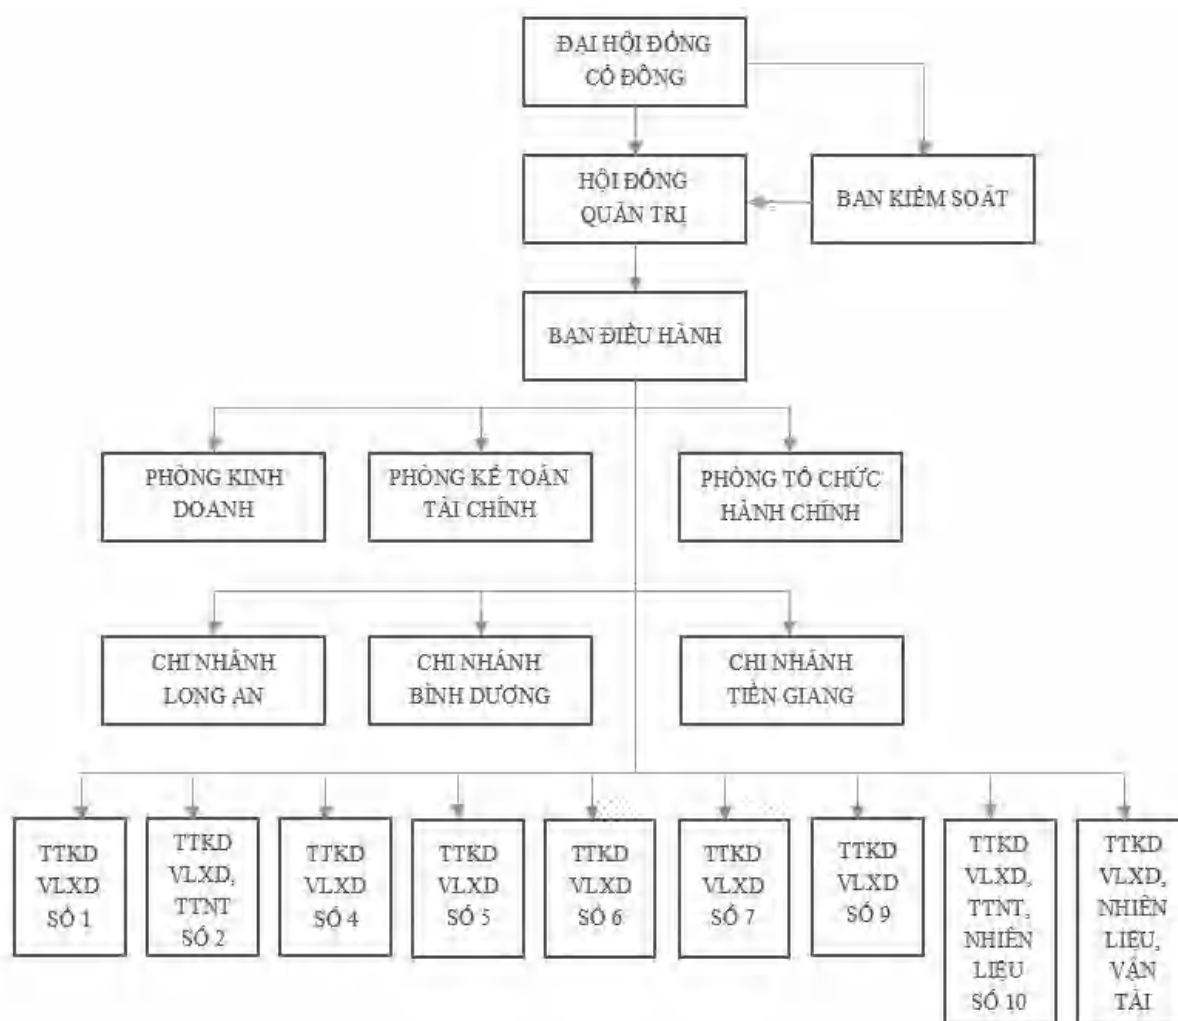 ĐẠI HỘI ĐỒNG
CỔ ĐÔNG
HỘI ĐỒNG
QUẢN TRỊ
BAN KIỂM SOÁT
BAN ĐIỀU HÀNH
PHÒNG KINH
DOANH
PHÒNG KẾ TOÁN
TÀI CHÍNH
PHÒNG TỔ CHỨC
HÀNH CHÍNH
CHI NHÁNH
LONG AN
CHI NHÁNH
BÌNH DƯƠNG
CHI NHÁNH
TIỀN GIANG
TTKD
VLXD
SỐ 1
TTKD
VLXD,
TTNT
SỐ 2
TTKD
VLXD
SỐ 4
TTKD
VLXD
SỐ 5
TTKD
VLXD
SỐ 6
TTKD
VLXD
SỐ 7
TTKD
VLXD
SỐ 9
TTKD
VLXD,
TTNT,
NHIÊN
LIỆU
SỐ 10
TTKD
VLXD,
NHIÊN
LIỆU,
VẬN
TẢI